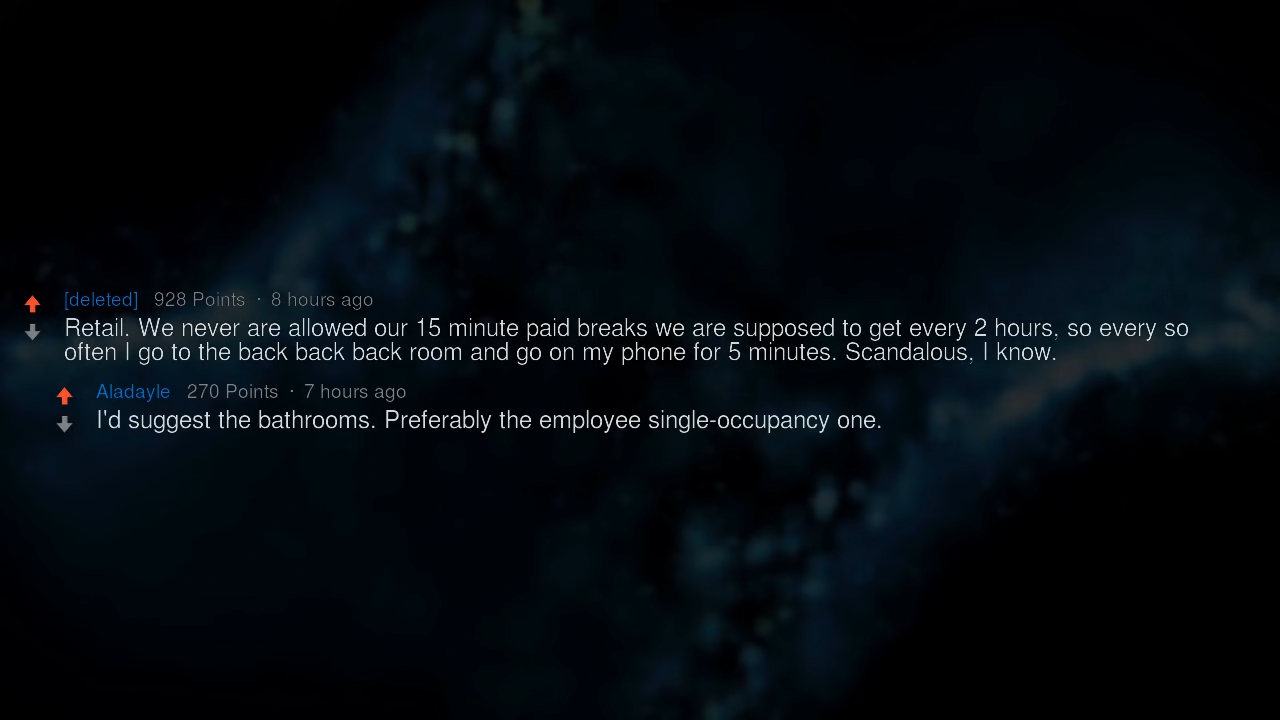 [deleted] 928 Points · 8 hours ago
Retail. We never are allowed our 15 minute paid breaks we are supposed to get every 2 hours, so every so
often I go to the back back back room and go on my phone for 5 minutes. Scandalous, I know.
Aladayle 270 Points · 7 hours ago
I'd suggest the bathrooms. Preferably the employee single-occupancy one.